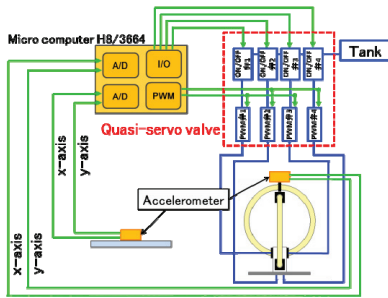 Micro computer H8/3664
A/D
I/O
A/D
PWM
ON/OFF #1
ON/OFF #2
ON/OFF #3
ON/OFF #4
Tank
Quasi-servo valve
PWM#1
PWM#2
PWM#3
PWM#4
x-axis
y-axis
Accelerometer
x-axis
y-axis